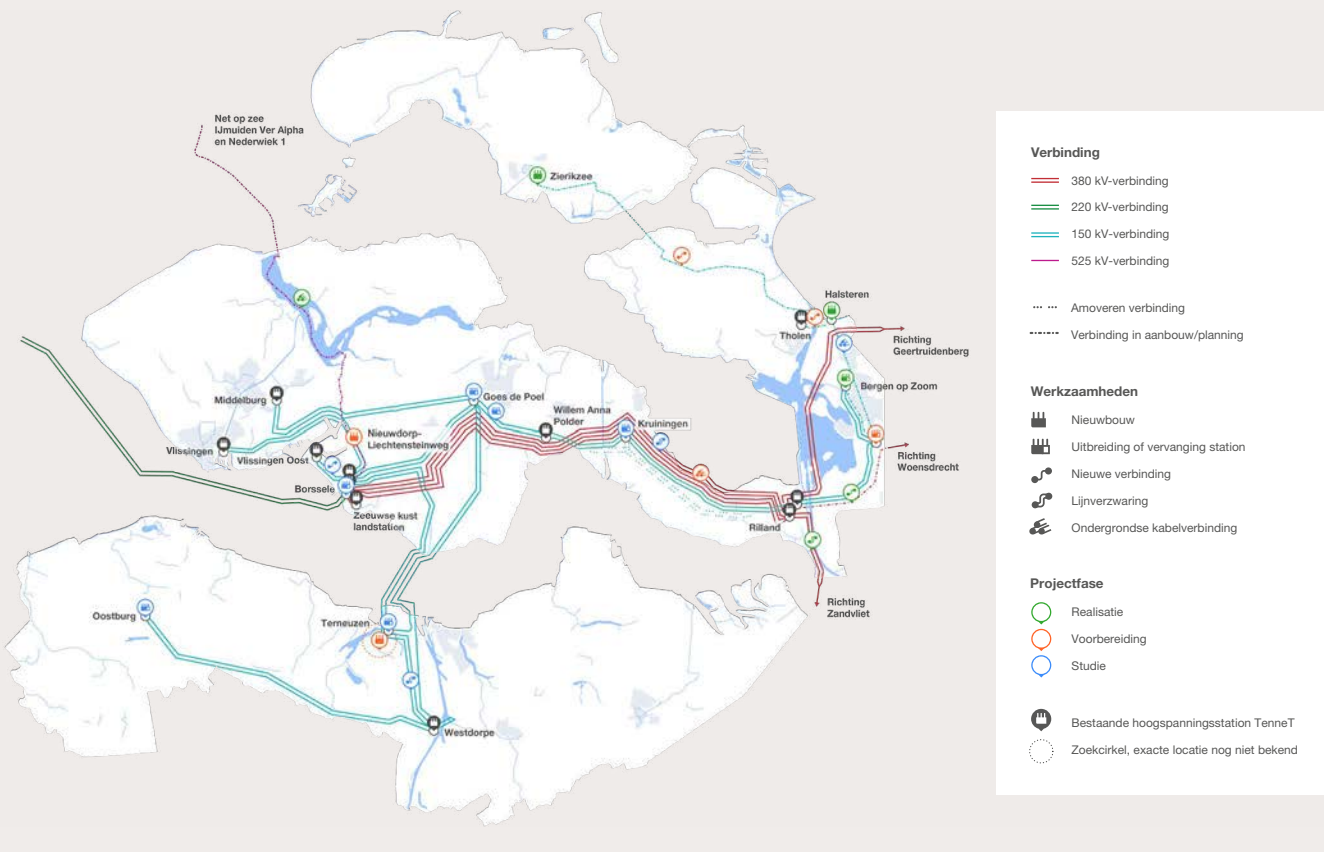 Net op zee
IJmuiden Ver Alpha
en Nederwiek 1
Zierikzee
Halsteren
Tholen
Richting
Geertruidenberg
Bergen op Zoom
Middelburg
Goes de Poel
Willem Anna
Polder
Kruiningen
Nieuwdorp-
Liechtensteinweg
Vlissingen
Vlissingen Oost
Richting
Woensdrecht
Borssele
Zeeuwse kust
landstation
Rilland
Richting
Zandvliet
Oostburg
Terneuzen
Westdorpe
Verbinding
380 kV-verbinding
220 kV-verbinding
150 kV-verbinding
525 kV-verbinding
Amoveren verbinding
Verbinding in aanbouw/planning
Werkzaamheden
Nieuwbouw
Uitbreiding of vervanging station
Nieuwe verbinding
Lijnverzwaring
Ondergrondse kabelverbinding
Projectfase
Realisatie
Voorbereiding
Studie
Bestaande hoogspanningsstation TenneT
Zoekcirkel, exacte locatie nog niet bekend